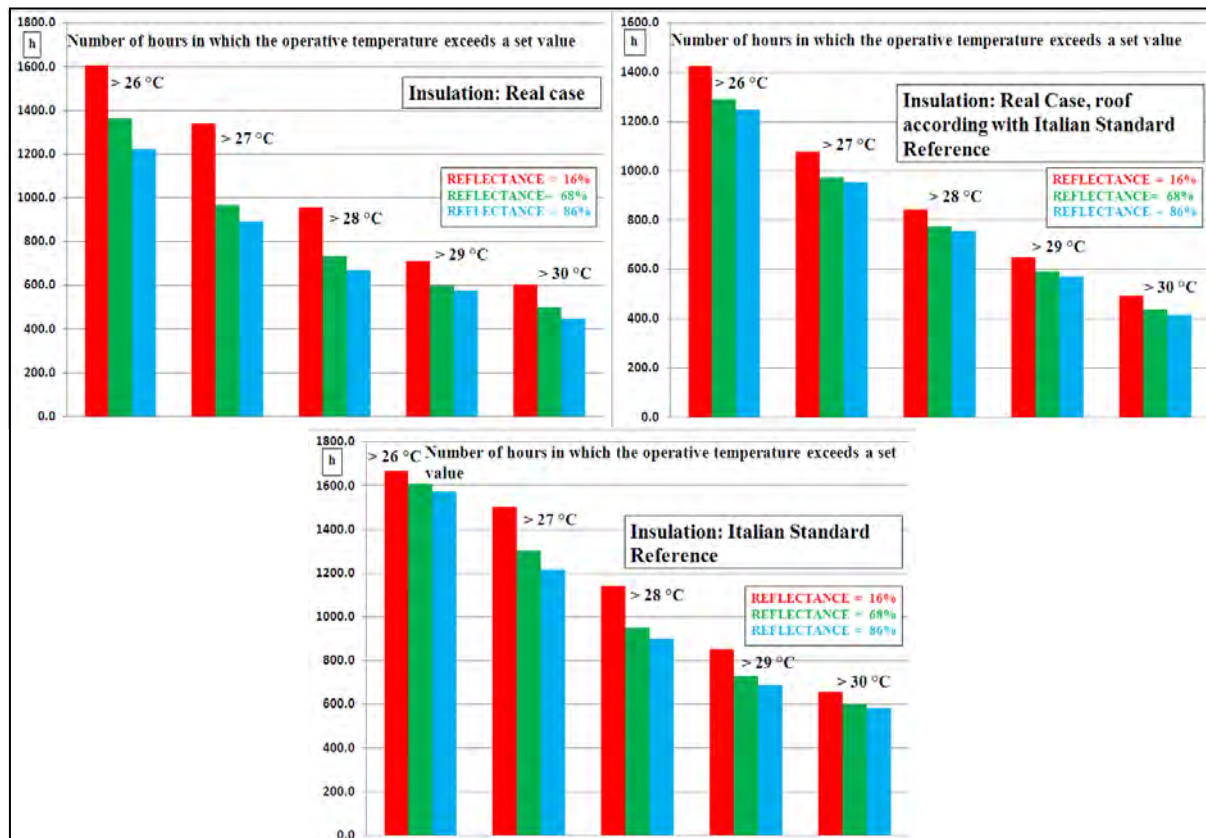 1800.0
h
Number of hours in which the operative temperature exceeds a set value
1600.0
> 26 °C
Insulation: Real case
1400.0
> 27 °C
1200.0
REFLECTANCE = 16%
REFLECTANCE= 68%
REFLECTANCE = 86%
1000.0
> 28 °C
800.0
> 29 °C
> 30 °C
600.0
400.0
200.0
0.0
1600.0
h
Number of hours in which the operative temperature exceeds a set value
1400.0
> 26 °C
Insulation: Real Case, roof
according with Italian Standard
Reference
1200.0
> 27 °C
REFLECTANCE = 16%
REFLECTANCE= 68%
REFLECTANCE = 86%
1000.0
> 28 °C
800.0
> 29 °C
600.0
> 30 °C
400.0
200.0
0.0
1800.0
h
> 26 °C
Number of hours in which the operative temperature exceeds a set
value
1600.0
> 27 °C
Insulation: Italian Standard
Reference
1400.0
1200.0
> 28 °C
REFLECTANCE = 16%
REFLECTANCE = 68%
REFLECTANCE = 86%
1000.0
800.0
> 29 °C
> 30 °C
600.0
400.0
200.0
0.0